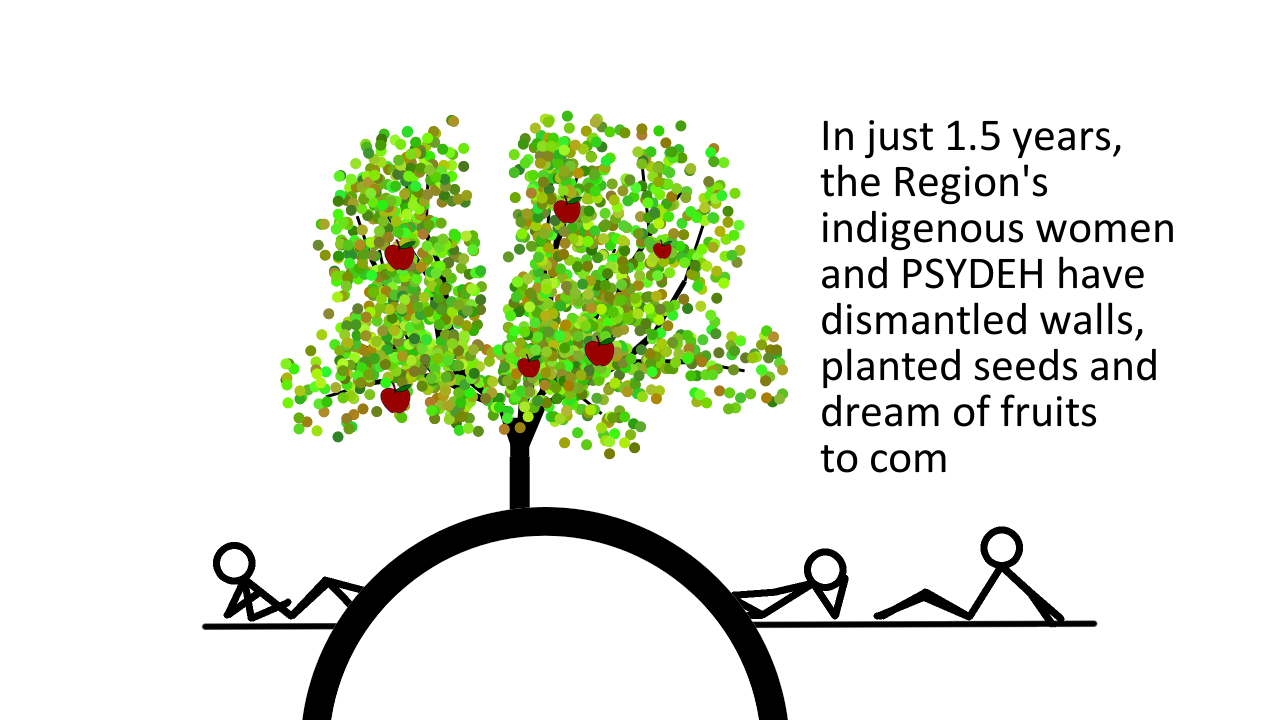 In just 1.5 years,
the Region's
indigenous women
and PSYDEH have
dismantled walls,
planted seeds and
dream of fruits
to com